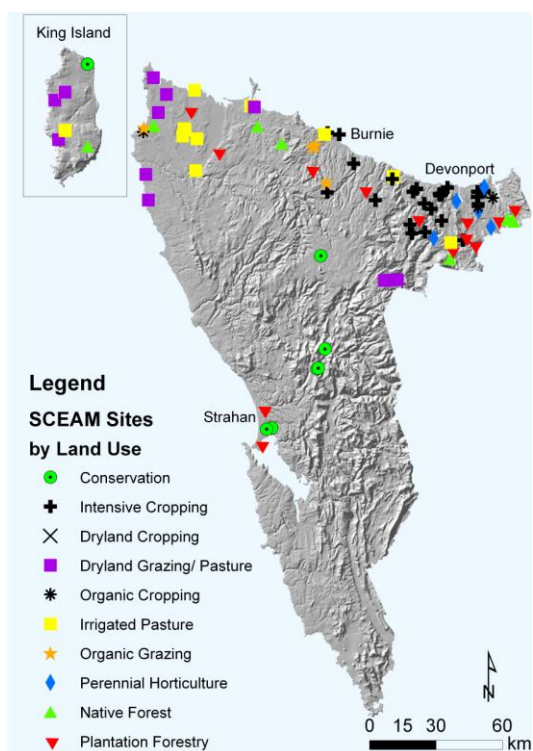 King Island
Burnie
Devonport
Strahan
Legend
SCEAM Sites
by Land Use
Conservation
Intensive Cropping
Dryland Cropping
Dryland Grazing/ Pasture
Organic Cropping
Irrigated Pasture
Organic Grazing
Perennial Horticulture
Native Forest
Plantation Forestry
N
0 15 30 60
km